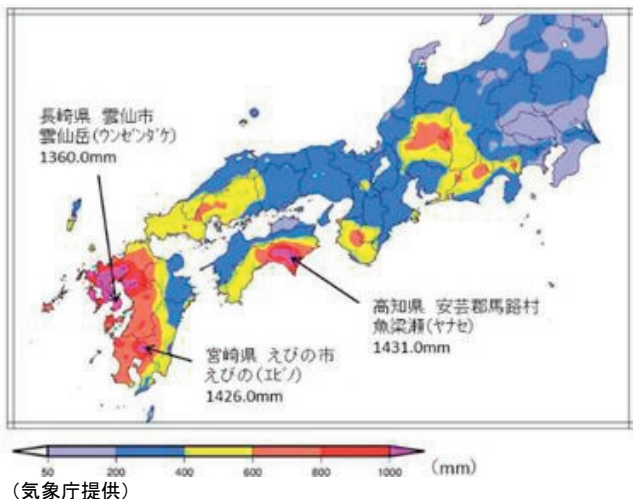 長崎県 雲仙市
雲仙岳(ウンゼンダケ)
1360.0mm
高知県 安芸郡馬路村
魚梁瀬(ヤナセ)
1431.0mm
宮崎県 えびの市
えびの(エビノ)
1426.0mm
50 200 400 600 800 1000 (mm)
(気象庁提供)